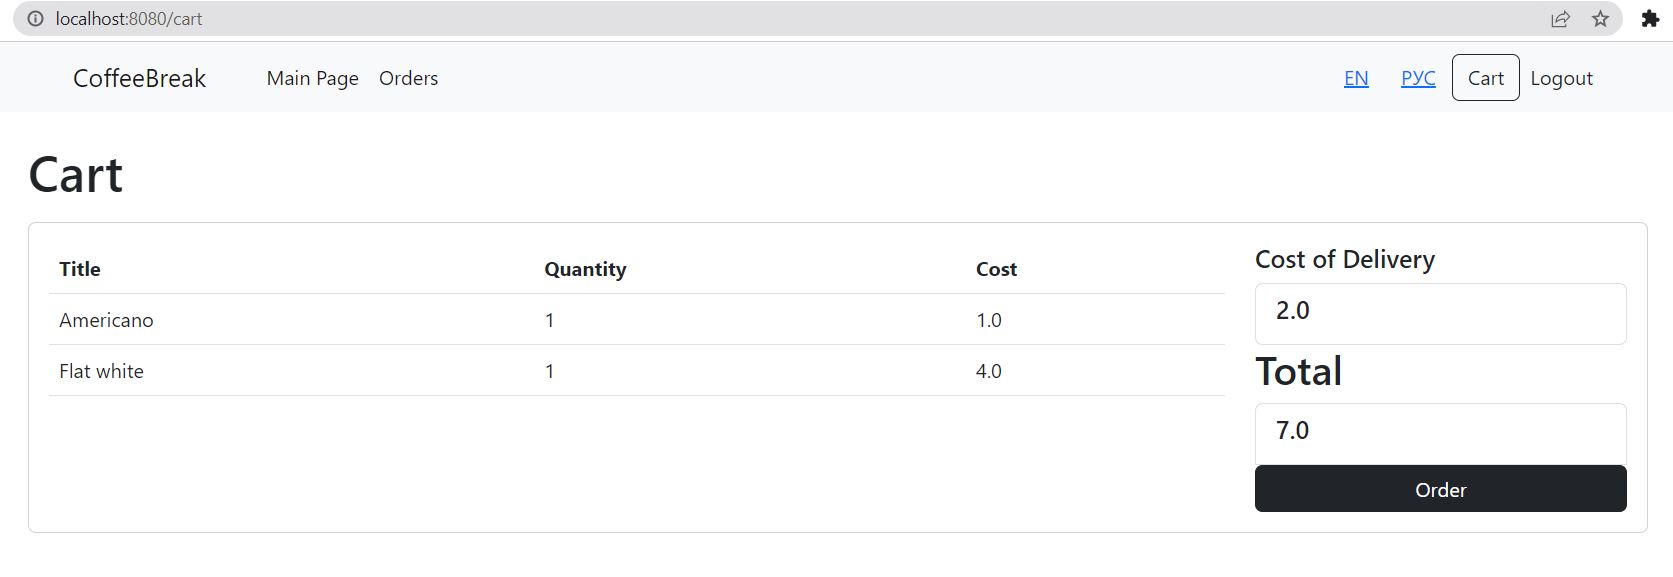 localhost:8080/cart
CoffeeBreak Main Page Orders EN РУС Cart Logout
Cart
Title Quantity Cost
Americano 1 1.0
Flat white 1 4.0
Cost of Delivery
2.0
Total
7.0
Order